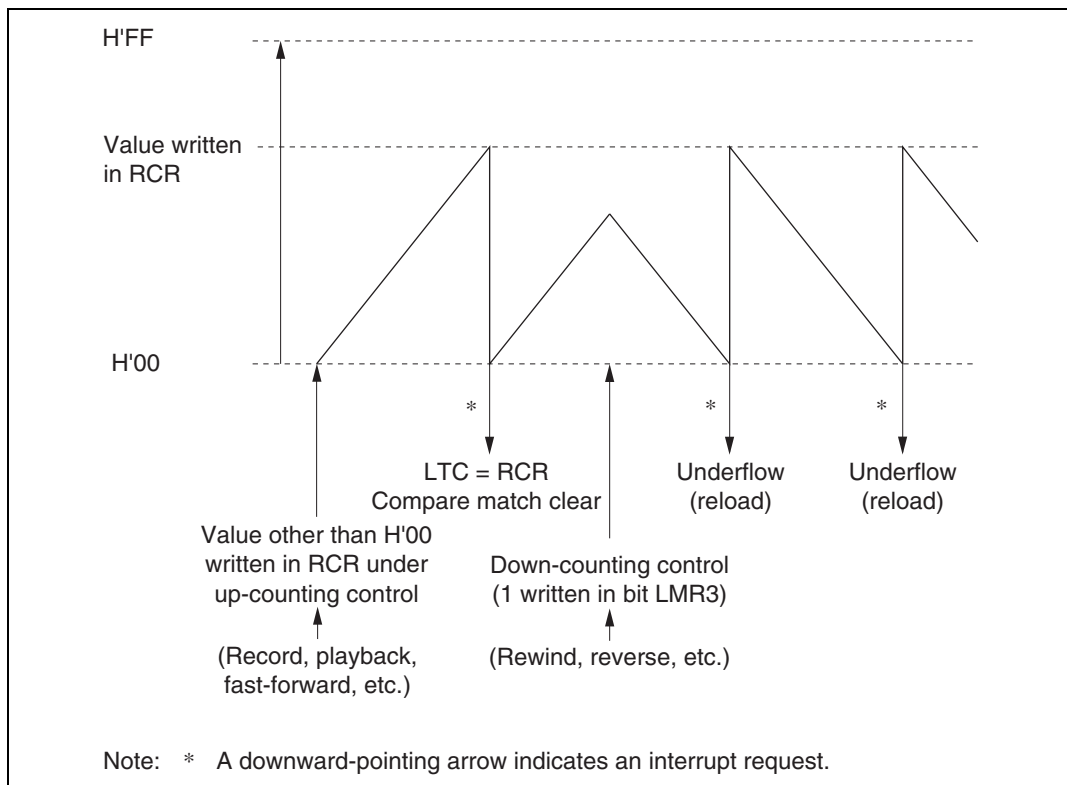 H'FF
Value written
in RCR
H'00
*
*
*
LTC = RCR
Compare match clear
Underflow
(reload)
Underflow
(reload)
Value other than H'00
written in RCR under
up-counting control
Down-counting control
(1 written in bit LMR3)
(Record, playback,
fast-forward, etc.)
(Rewind, reverse, etc.)
Note: * A downward-pointing arrow indicates an interrupt request.